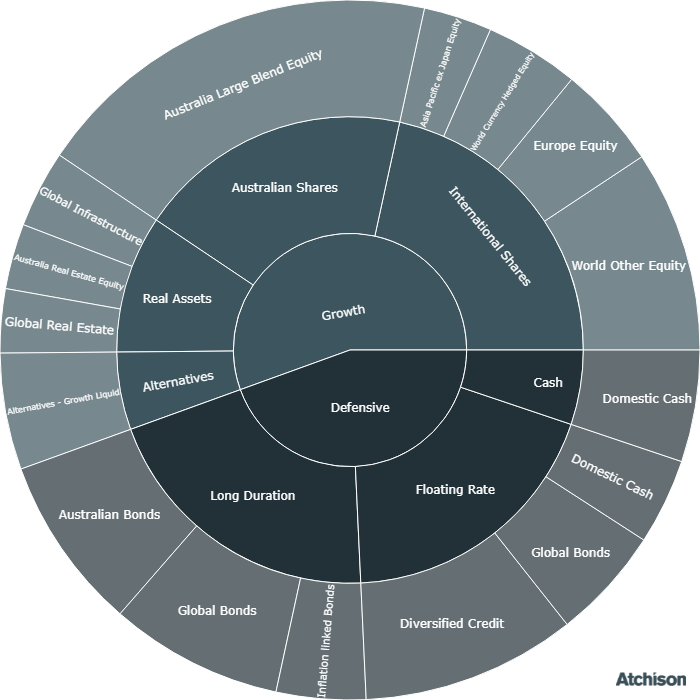 Australia Large Blend Equity
Asia Pacific ex Japan Equity
World Currency Hedged Equity
Europe Equity
World Other Equity
Australian Shares
International Shares
Global Infrastructure
Australia Real Estate Equity
Global Real Estate
Real Assets
Growth
Alternatives
Alternatives - Growth Liquid
Defensive
Cash
Domestic Cash
Floating Rate
Domestic Cash
Long Duration
Australian Bonds
Global Bonds
Global Bonds
Inflation linked Bonds
Diversified Credit
Atchison